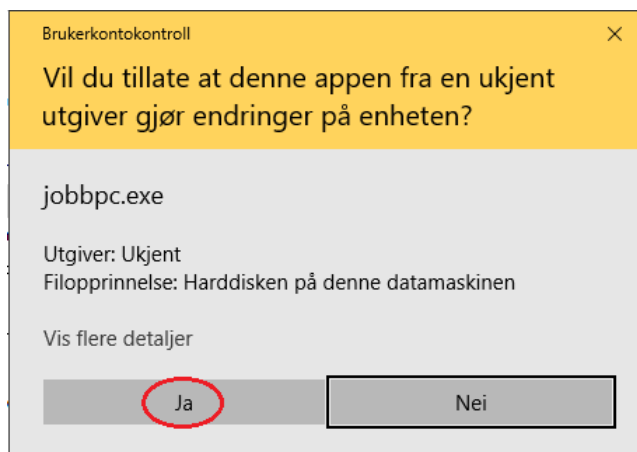 Brukerkontokontroll
Vil du tillate at denne appen fra en ukjent
utgiver gjør endringer på enheten?
jobbpc.exe
Utgiver: Ukjent
Filopprinnelse: Harddisken på denne datamaskinen
Vis flere detaljer
Ja
Nei